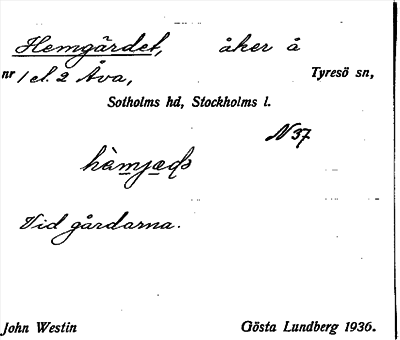 Hemgärdet, åker å
nr 1 el. 2 Åva, Tyresö sn,
Sotholms hd, Stockholms l.
N 37
Vid gårdarna.
John Westin Gösta Lundberg 1936.